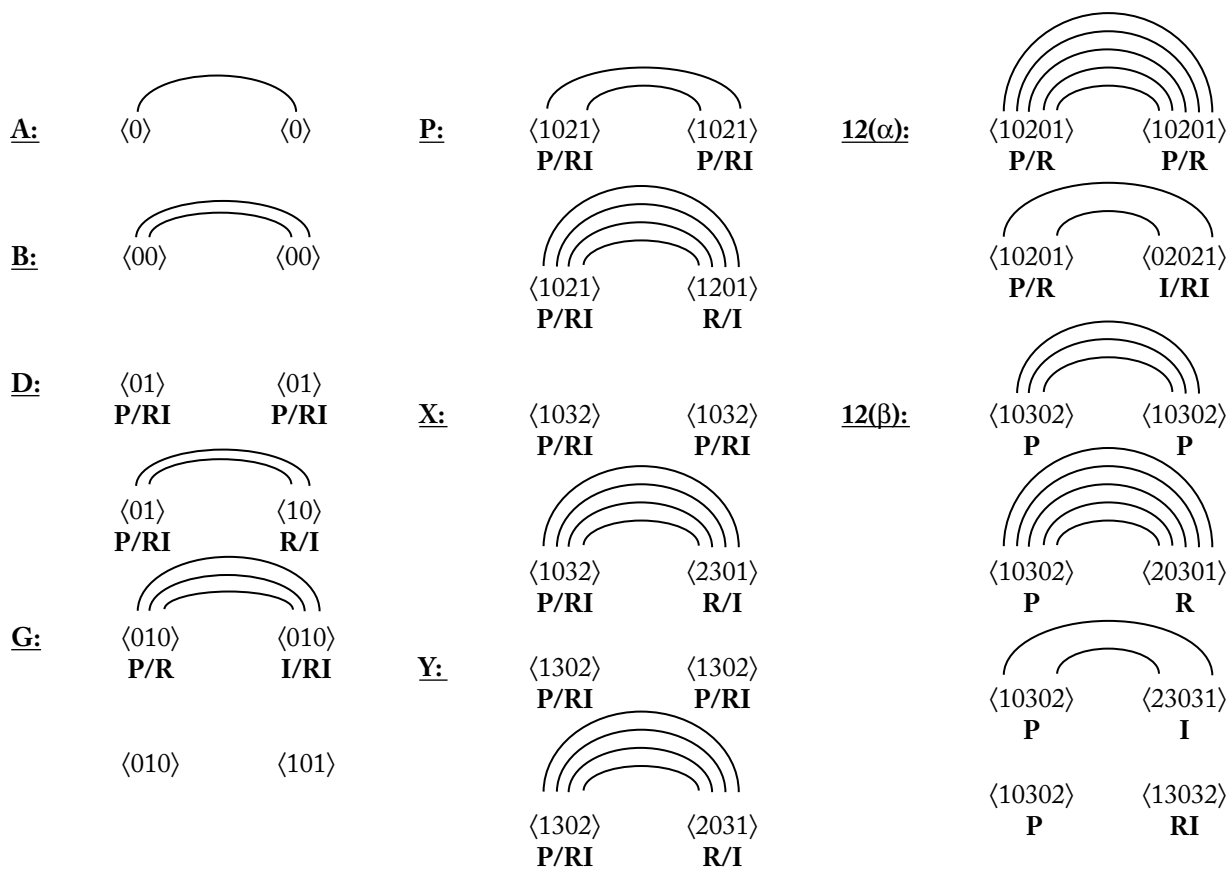 A: ⟨0⟩ ⟨0⟩
B: ⟨00⟩ ⟨00⟩
D: ⟨01⟩ ⟨01⟩
P/RI P/RI
⟨01⟩ ⟨10⟩
P/RI R/I
G: ⟨010⟩ ⟨010⟩
P/R I/RI
⟨010⟩ ⟨101⟩
P: ⟨1021⟩ ⟨1021⟩
P/RI P/RI
⟨1021⟩ ⟨1201⟩
P/RI R/I
X: ⟨1032⟩ ⟨1032⟩
P/RI P/RI
⟨1032⟩ ⟨2301⟩
P/RI R/I
Y: ⟨1302⟩ ⟨1302⟩
P/RI P/RI
⟨1302⟩ ⟨2031⟩
P/RI R/I
12(α): ⟨10201⟩ ⟨10201⟩
P/R P/R
⟨10201⟩ ⟨02021⟩
P/R I/RI
12(β): ⟨10302⟩ ⟨10302⟩
P P
⟨10302⟩ ⟨20301⟩
P R
⟨10302⟩ ⟨23031⟩
P I
⟨10302⟩ ⟨13032⟩
P RI